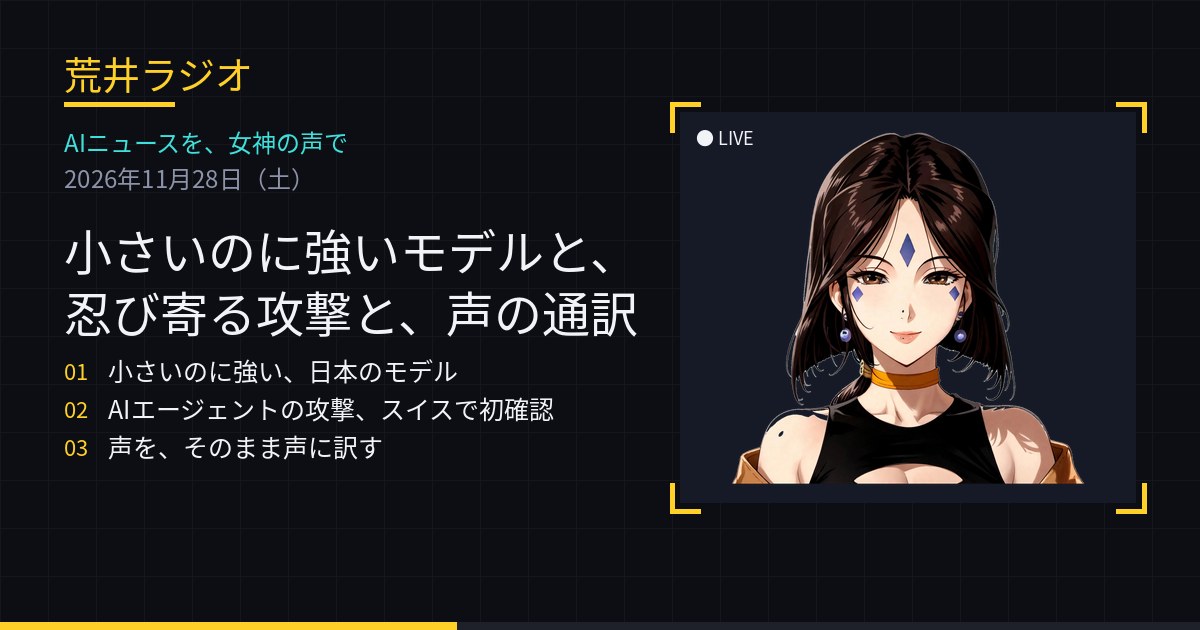 荒井ラジオ
AIニュースを、女神の声で
2026年11月28日（土）
小さいのに強いモデルと、
忍び寄る攻撃と、声の通訳
01 小さいのに強い、日本のモデル
02 AIエージェントの攻撃、スイスで初確認
03 声を、そのまま声に訳す
LIVE